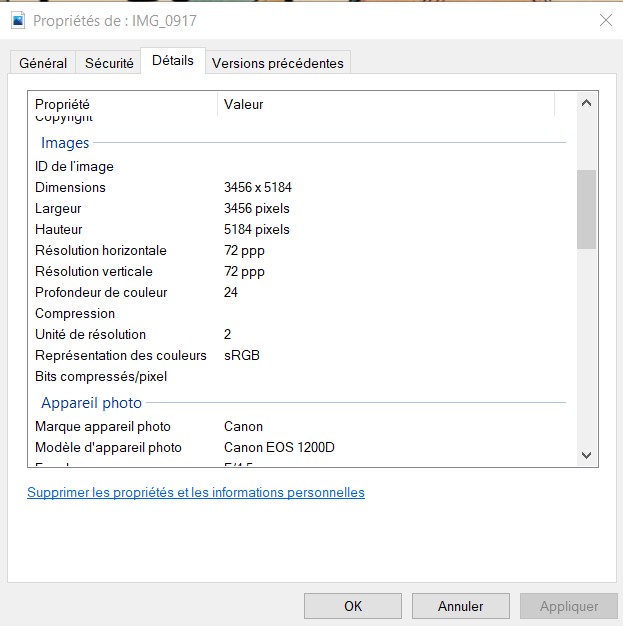 Propriétés de : IMG_0917
Général Sécurité Détails Versions précédentes
Propriété Valeur
Copyright
Images
ID de l'image
Dimensions 3456 x 5184
Largeur 3456 pixels
Hauteur 5184 pixels
Résolution horizontale 72 ppp
Résolution verticale 72 ppp
Profondeur de couleur 24
Compression
Unité de résolution 2
Représentation des couleurs sRGB
Bits compressés/pixel
Appareil photo
Marque appareil photo Canon
Modèle d'appareil photo Canon EOS 1200D
Supprimer les propriétés et les informations personnelles
OK Annuler Appliquer